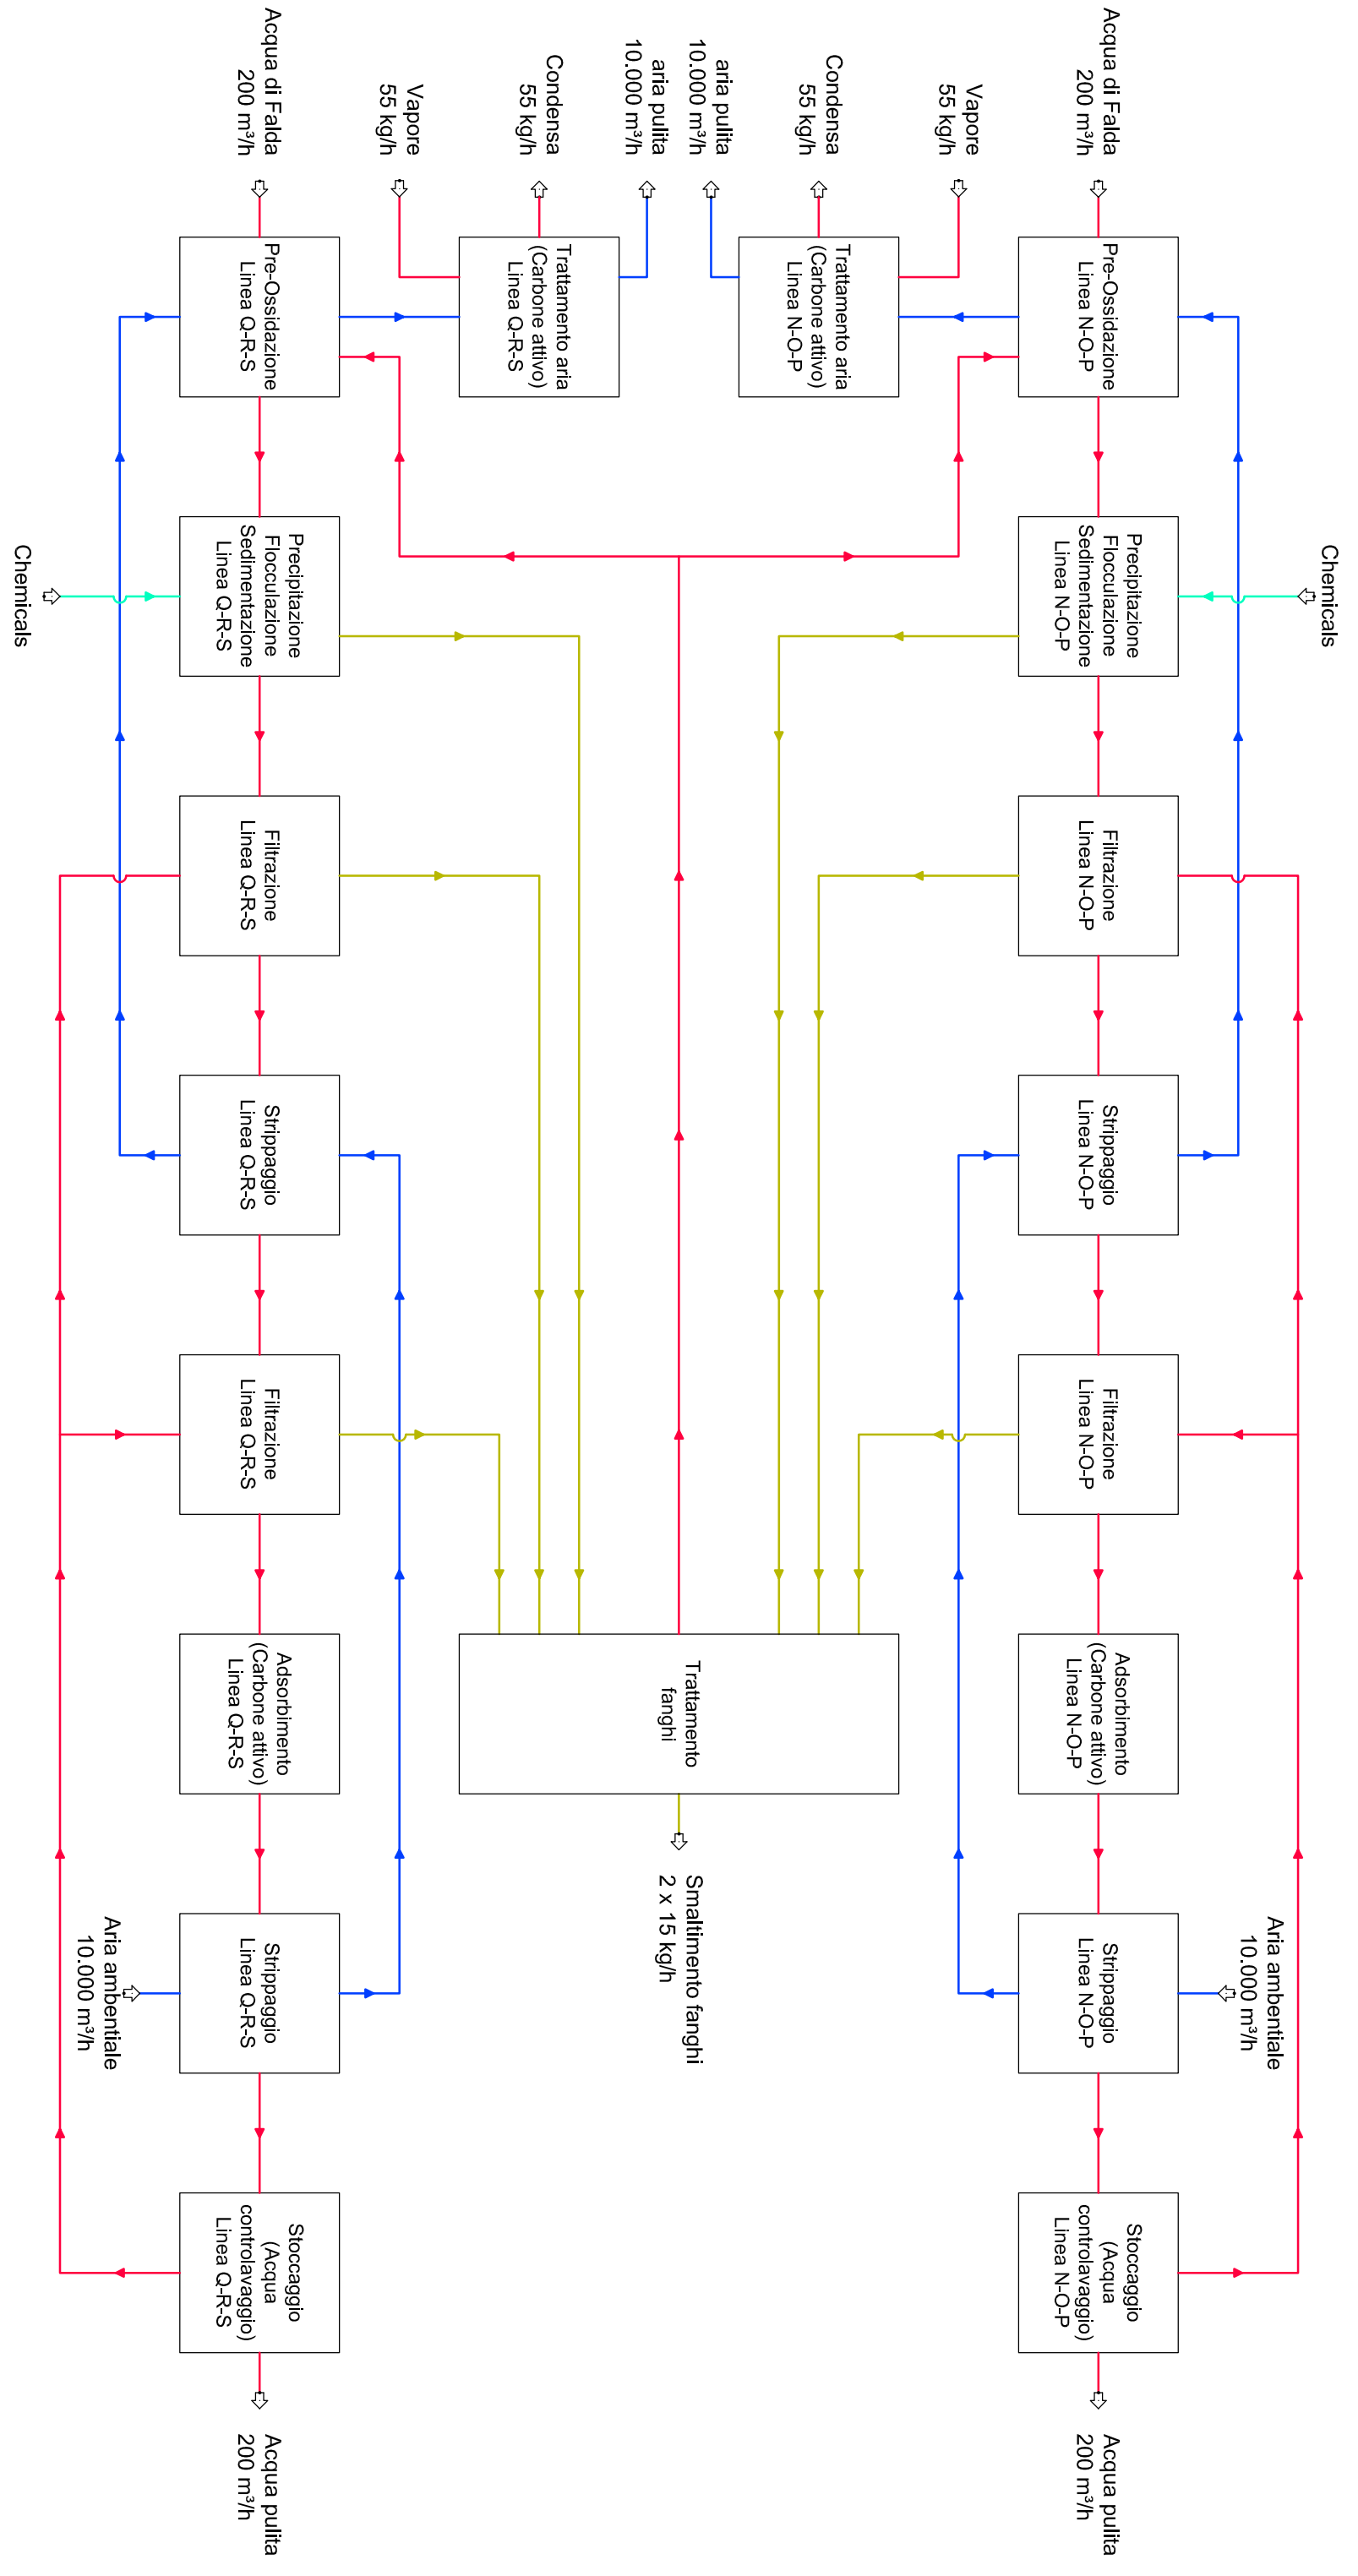 Chemicals
Aria ambentiale
10.000 m³/h
Acqua di Falda
200 m³/h
Pre-Ossidazione
Linea N-O-P
Precipitazione
Flocculazione
Sedimentazione
Linea N-O-P
Filtrazione
Linea N-O-P
Strippaggio
Linea N-O-P
Filtrazione
Linea N-O-P
Adsorbimento
(Carbone attivo)
Linea N-O-P
Strippaggio
Linea N-O-P
Stoccaggio
(Acqua
controlavaggio)
Linea N-O-P
Acqua pulita
200 m³/h
Vapore
55 kg/h
Condensa
55 kg/h
Trattamento aria
(Carbone attivo)
Linea N-O-P
aria pulita
10.000 m³/h
Trattamento
fanghi
Smaltimento fanghi
2 x 15 kg/h
aria pulita
10.000 m³/h
Trattamento aria
(Carbone attivo)
Linea Q-R-S
Condensa
55 kg/h
Vapore
55 kg/h
Acqua di Falda
200 m³/h
Pre-Ossidazione
Linea Q-R-S
Precipitazione
Flocculazione
Sedimentazione
Linea Q-R-S
Filtrazione
Linea Q-R-S
Strippaggio
Linea Q-R-S
Filtrazione
Linea Q-R-S
Adsorbimento
(Carbone attivo)
Linea Q-R-S
Strippaggio
Linea Q-R-S
Stoccaggio
(Acqua
controlavaggio)
Linea Q-R-S
Acqua pulita
200 m³/h
Aria ambentiale
10.000 m³/h
Chemicals